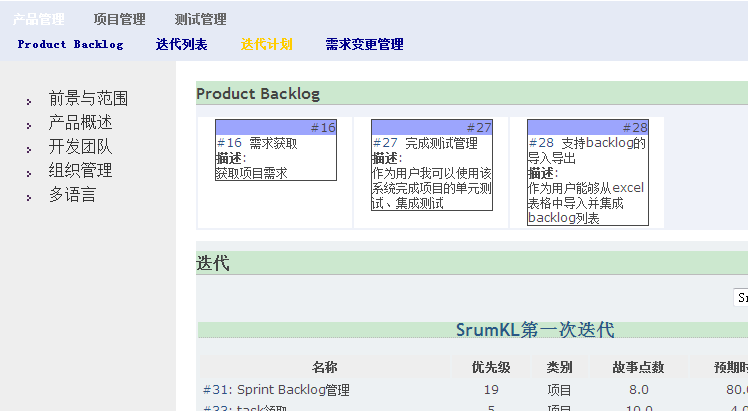 产品管理 项目管理 测试管理
Product Backlog 迭代列表 迭代计划 需求变更管理
前景与范围
产品概述
开发团队
组织管理
多语言
Product Backlog
#16
#16 需求获取
描述:
获取项目需求
#27
#27 完成测试管理
描述:
作为用户我可以使用该
系统完成项目的单元测
试、集成测试
#28
#28 支持backlog的
导入导出
描述:
作为用户能够从excel
表格中导入并集成
backlog列表
迭代
SrumKL第一次迭代
名称 优先级 类别 故事点数 预期时
#31: Sprint Backlog管理 19 项目 8.0 80.0